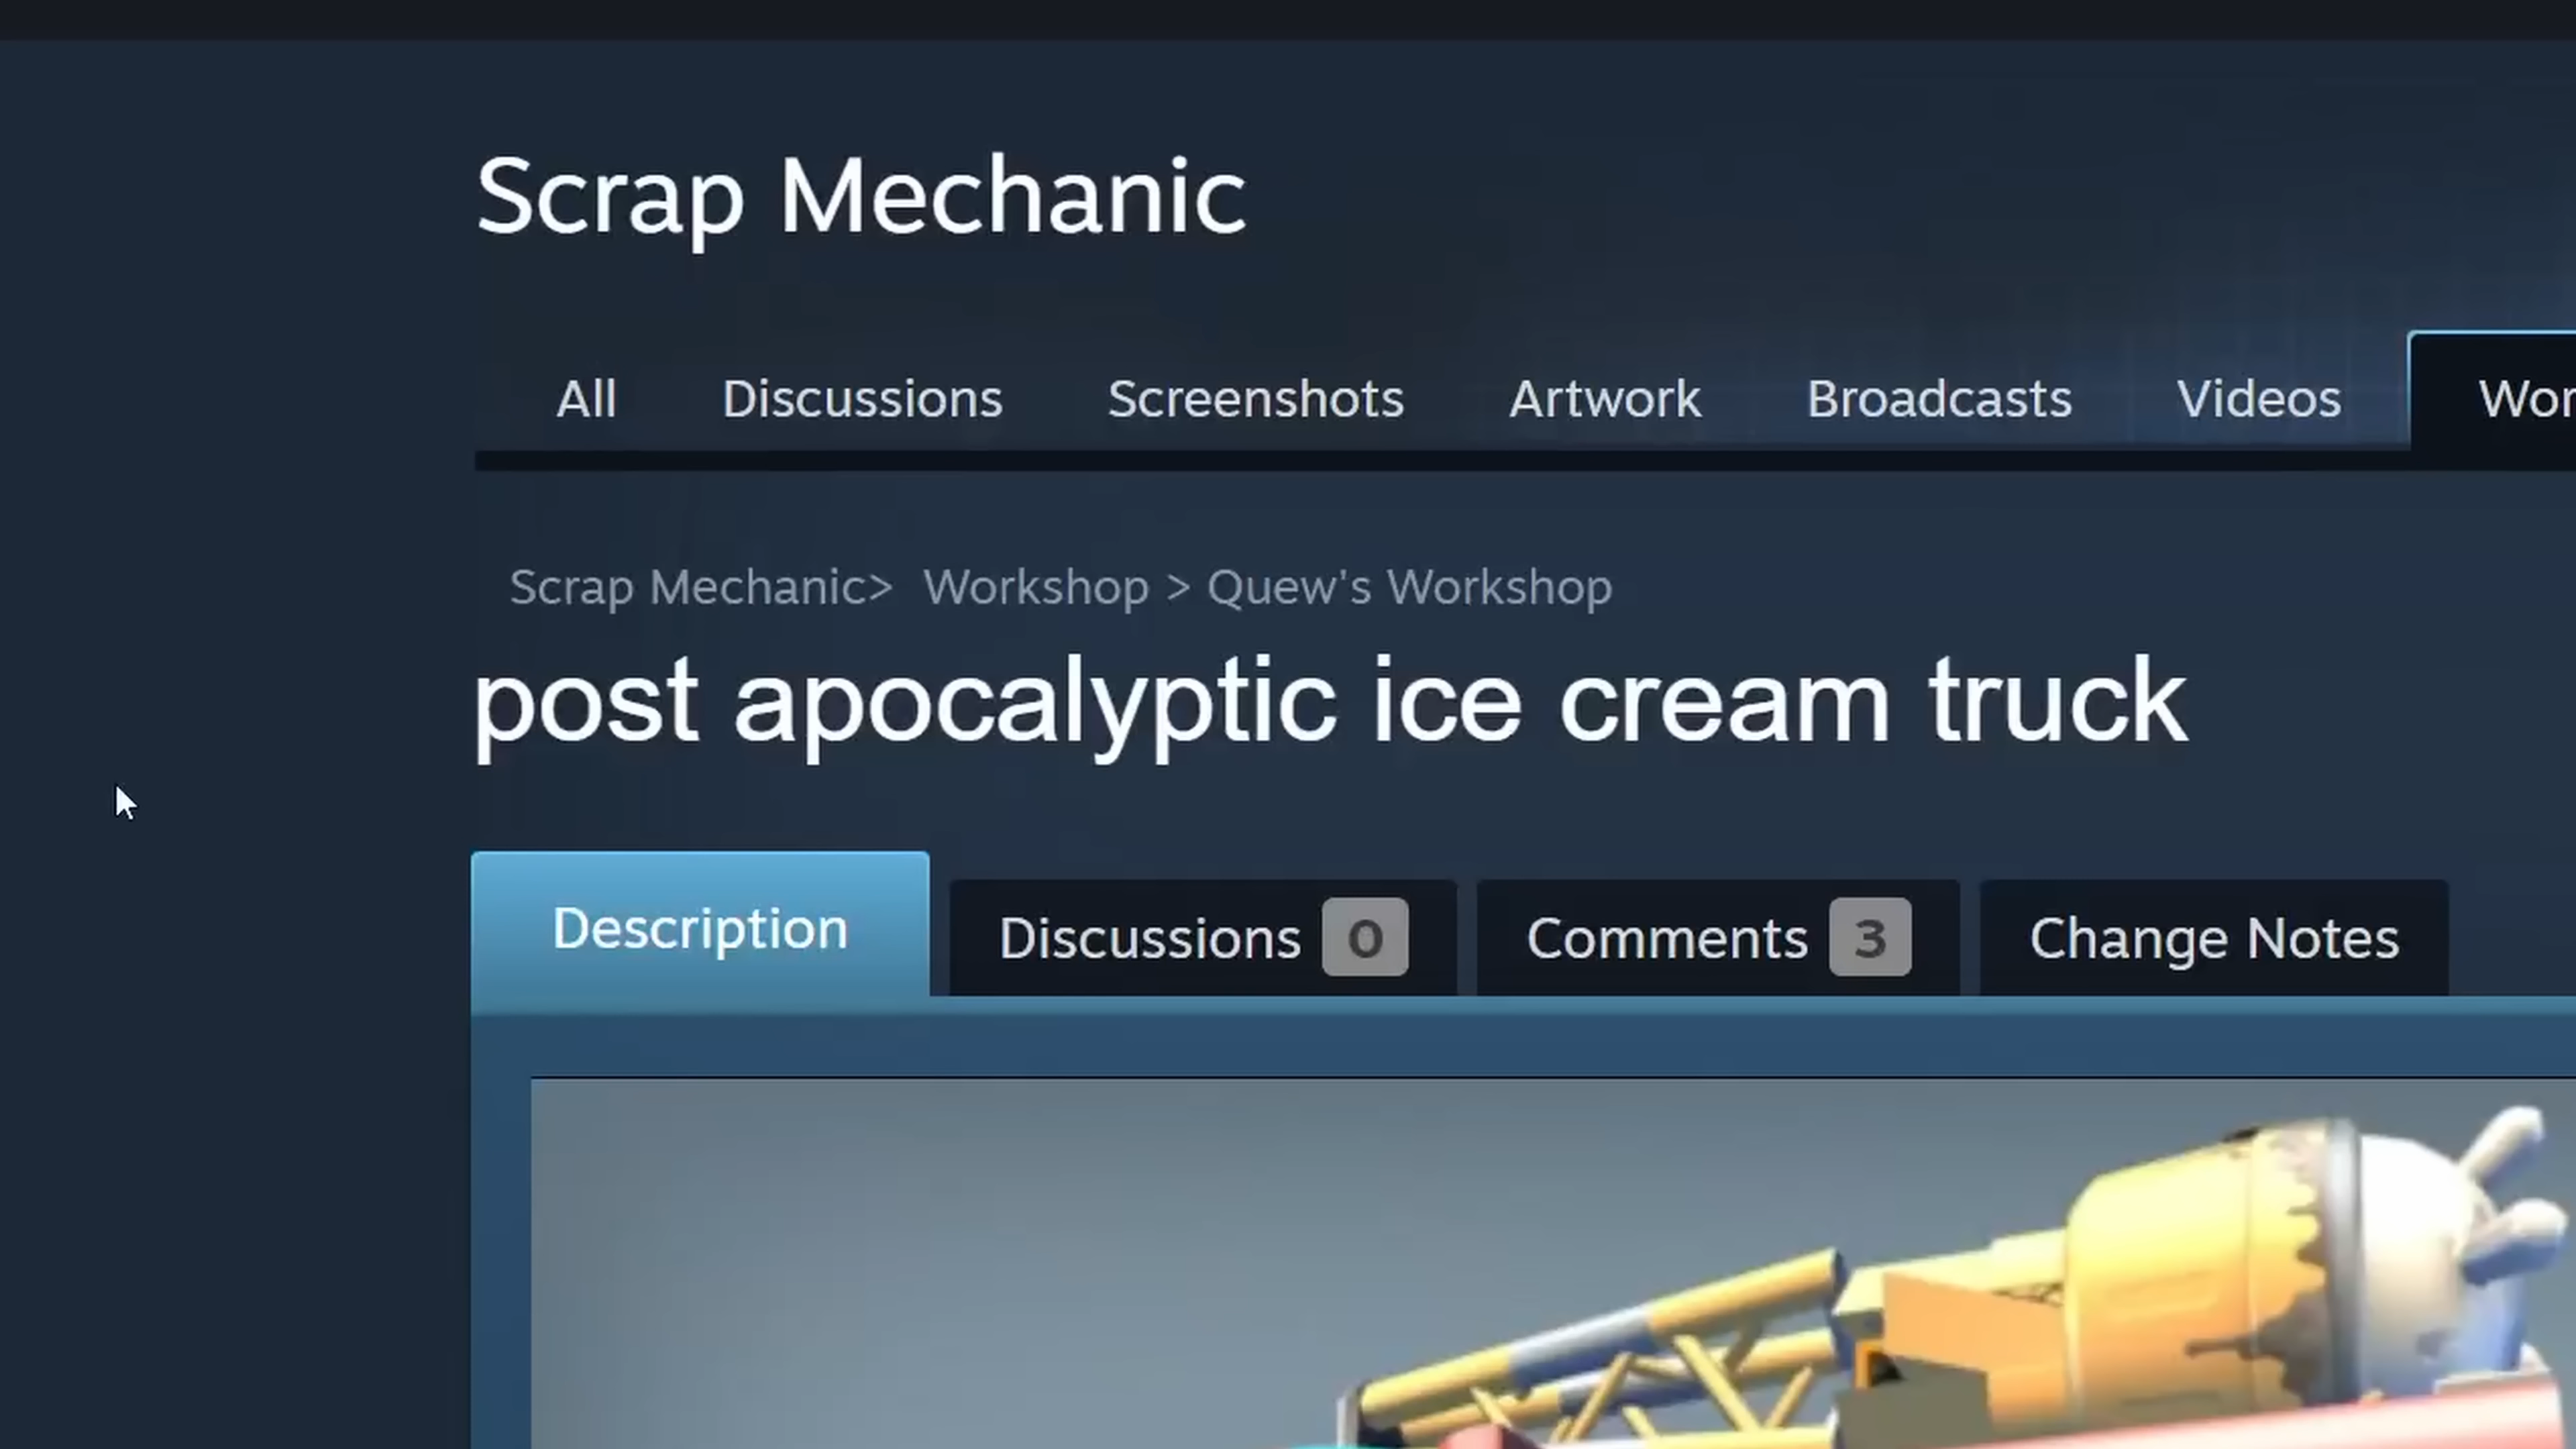 Scrap Mechanic
All Discussions Screenshots Artwork Broadcasts Videos
Scrap Mechanic> Workshop > Quew's Workshop
post apocalyptic ice cream truck
Description Discussions 0 Comments 3 Change Notes